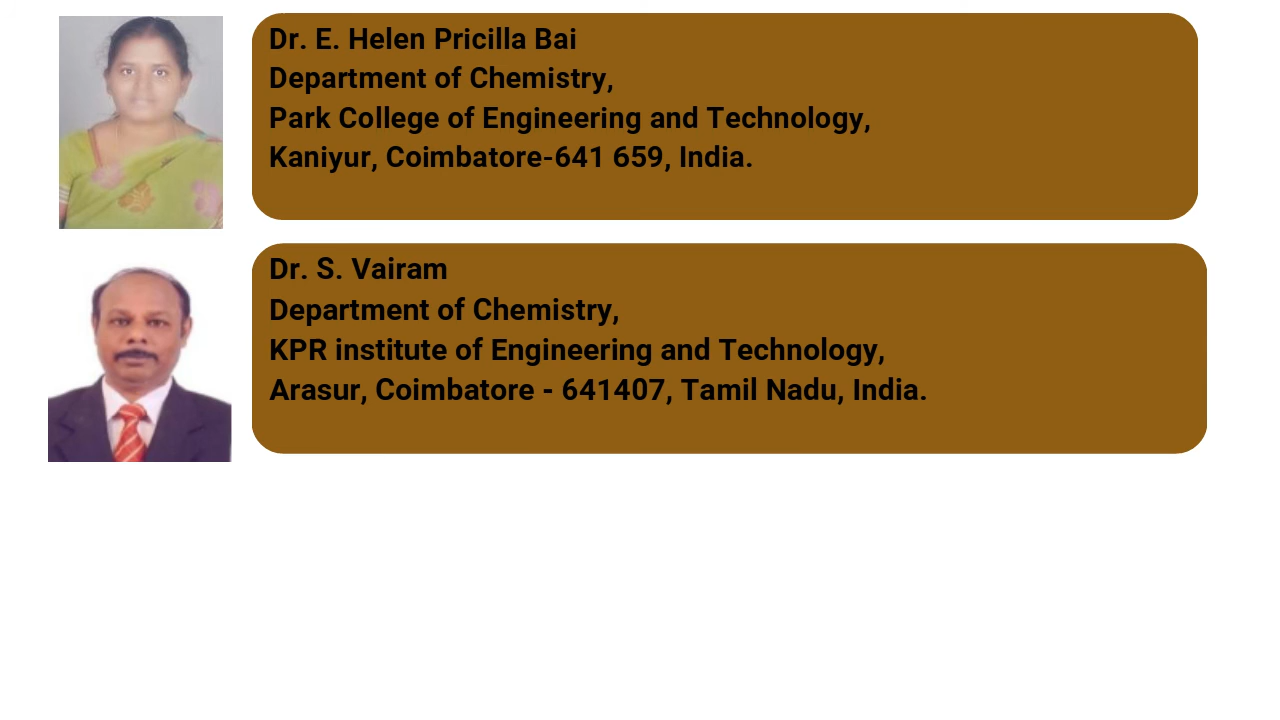 Dr. E. Helen Pricilla Bai
Department of Chemistry,
Park College of Engineering and Technology,
Kaniyur, Coimbatore-641 659, India.
Dr. S. Vairam
Department of Chemistry,
KPR institute of Engineering and Technology,
Arasur, Coimbatore - 641407, Tamil Nadu, India.